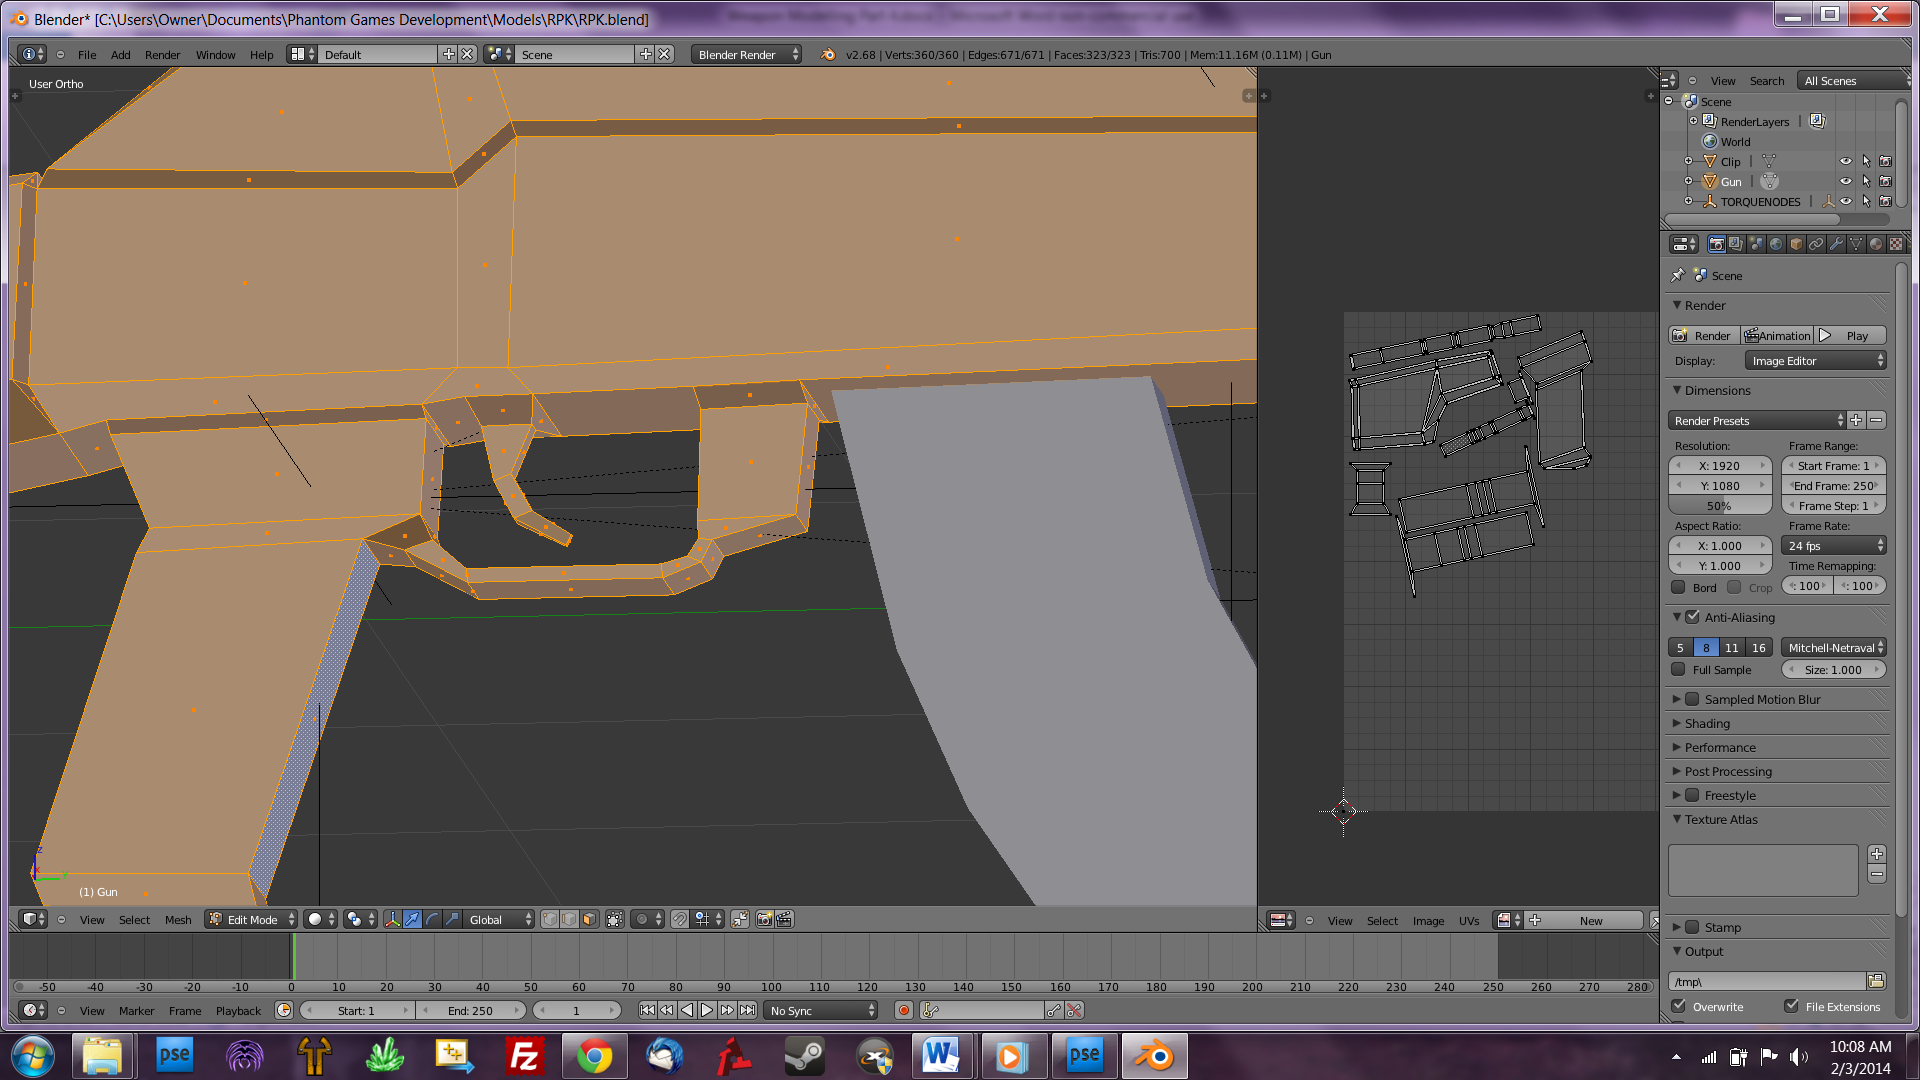 Blender* [C:\Users\Owner\Documents\Phantom Games Development\Models\RPK\RPK.blend]
File Add Render Window Help Default Scene Blender Render v2.68 | Verts:360/360 | Edges:671/671 | Faces:323/323 | Tris:700 | Mem:11.16M (0.11M) | Gun
User Ortho
View Search All Scenes
Scene
RenderLayers
World
Clip
Gun
TORQUENODES
Scene
Render
Render Animation Play
Display: Image Editor
Dimensions
Render Presets
Resolution: Frame Range:
X: 1920 Start Frame: 1
Y: 1080 End Frame: 250
50% Frame Step: 1
Aspect Ratio: Frame Rate:
X: 1.000 24 fps
Y: 1.000 Time Remapping:
Bord Crop : 100 : 100
Anti-Aliasing
5 8 11 16 Mitchell-Netraval
Full Sample Size: 1.000
Sampled Motion Blur
Shading
Performance
Post Processing
Freestyle
Texture Atlas
Stamp
Output
/tmp\
Overwrite File Extensions
(1) Gun
View Select Mesh Edit Mode Global
View Select Image UVs New
-50 -40 -30 -20 -10 0 10 20 30 40 50 60 70 80 90 100 110 120 130 140 150 160 170 180 190 200 210 220 230 240 250 260 270 280
View Marker Frame Playback Start: 1 End: 250 1 No Sync
pse
Fz
W
pse
10:08 AM
2/3/2014